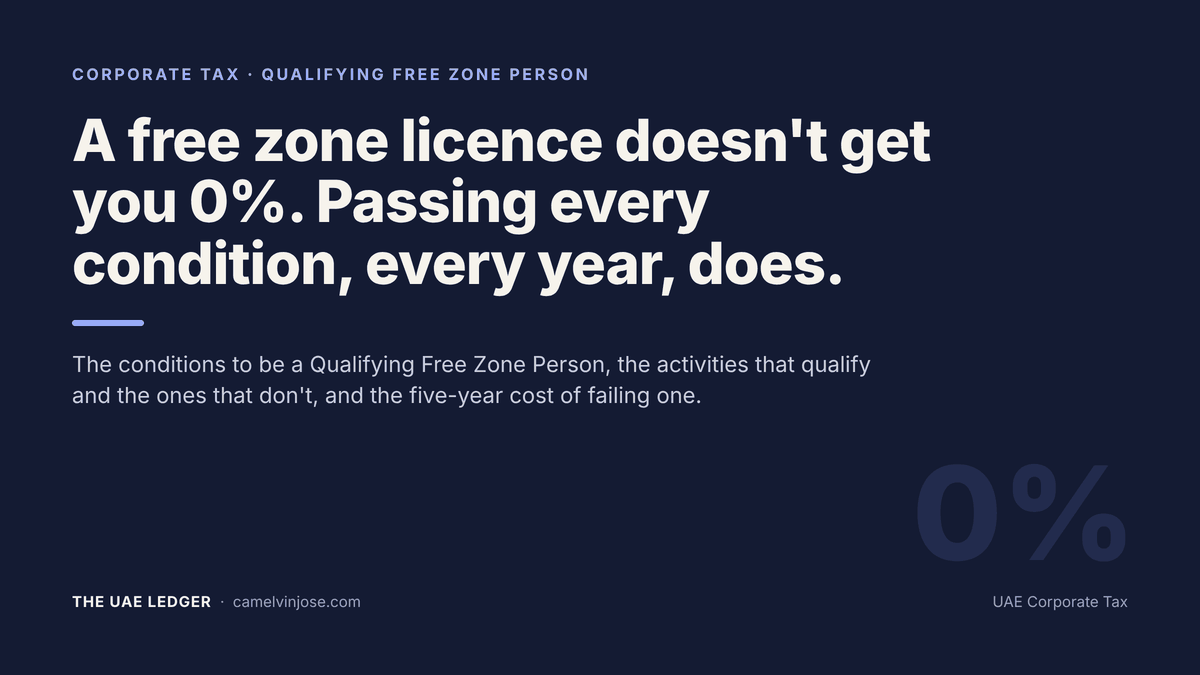 CORPORATE TAX · QUALIFYING FREE ZONE PERSON
A free zone licence doesn't get
you 0%. Passing every
condition, every year, does.
The conditions to be a Qualifying Free Zone Person, the activities that qualify
and the ones that don't, and the five-year cost of failing one.
0%
THE UAE LEDGER · camelvinjose.com
UAE Corporate Tax